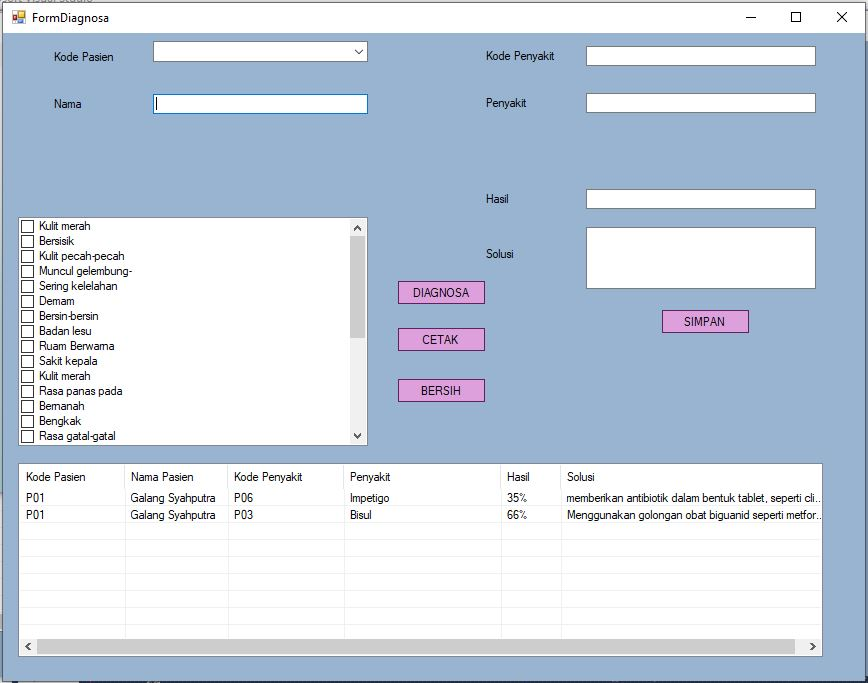 FormDiagnosa
Kode Pasien
Nama
Kode Penyakit
Penyakit
Hasil
Solusi
Kulit merah
Bersisik
Kulit pecah-pecah
Muncul gelembung-
Sering kelelahan
Demam
Bersin-bersin
Badan lesu
Ruam Berwarna
Sakit kepala
Kulit merah
Rasa panas pada
Bernanah
Bengkak
Rasa gatal-gatal
DIAGNOSA
CETAK
BERSIH
SIMPAN
Kode Pasien Nama Pasien Kode Penyakit Penyakit Hasil Solusi
P01 Galang Syahputra P06 Impetigo 35% memberikan antibiotik dalam bentuk tablet, seperti cli...
P01 Galang Syahputra P03 Bisul 66% Menggunakan golongan obat biguanid seperti metfor...